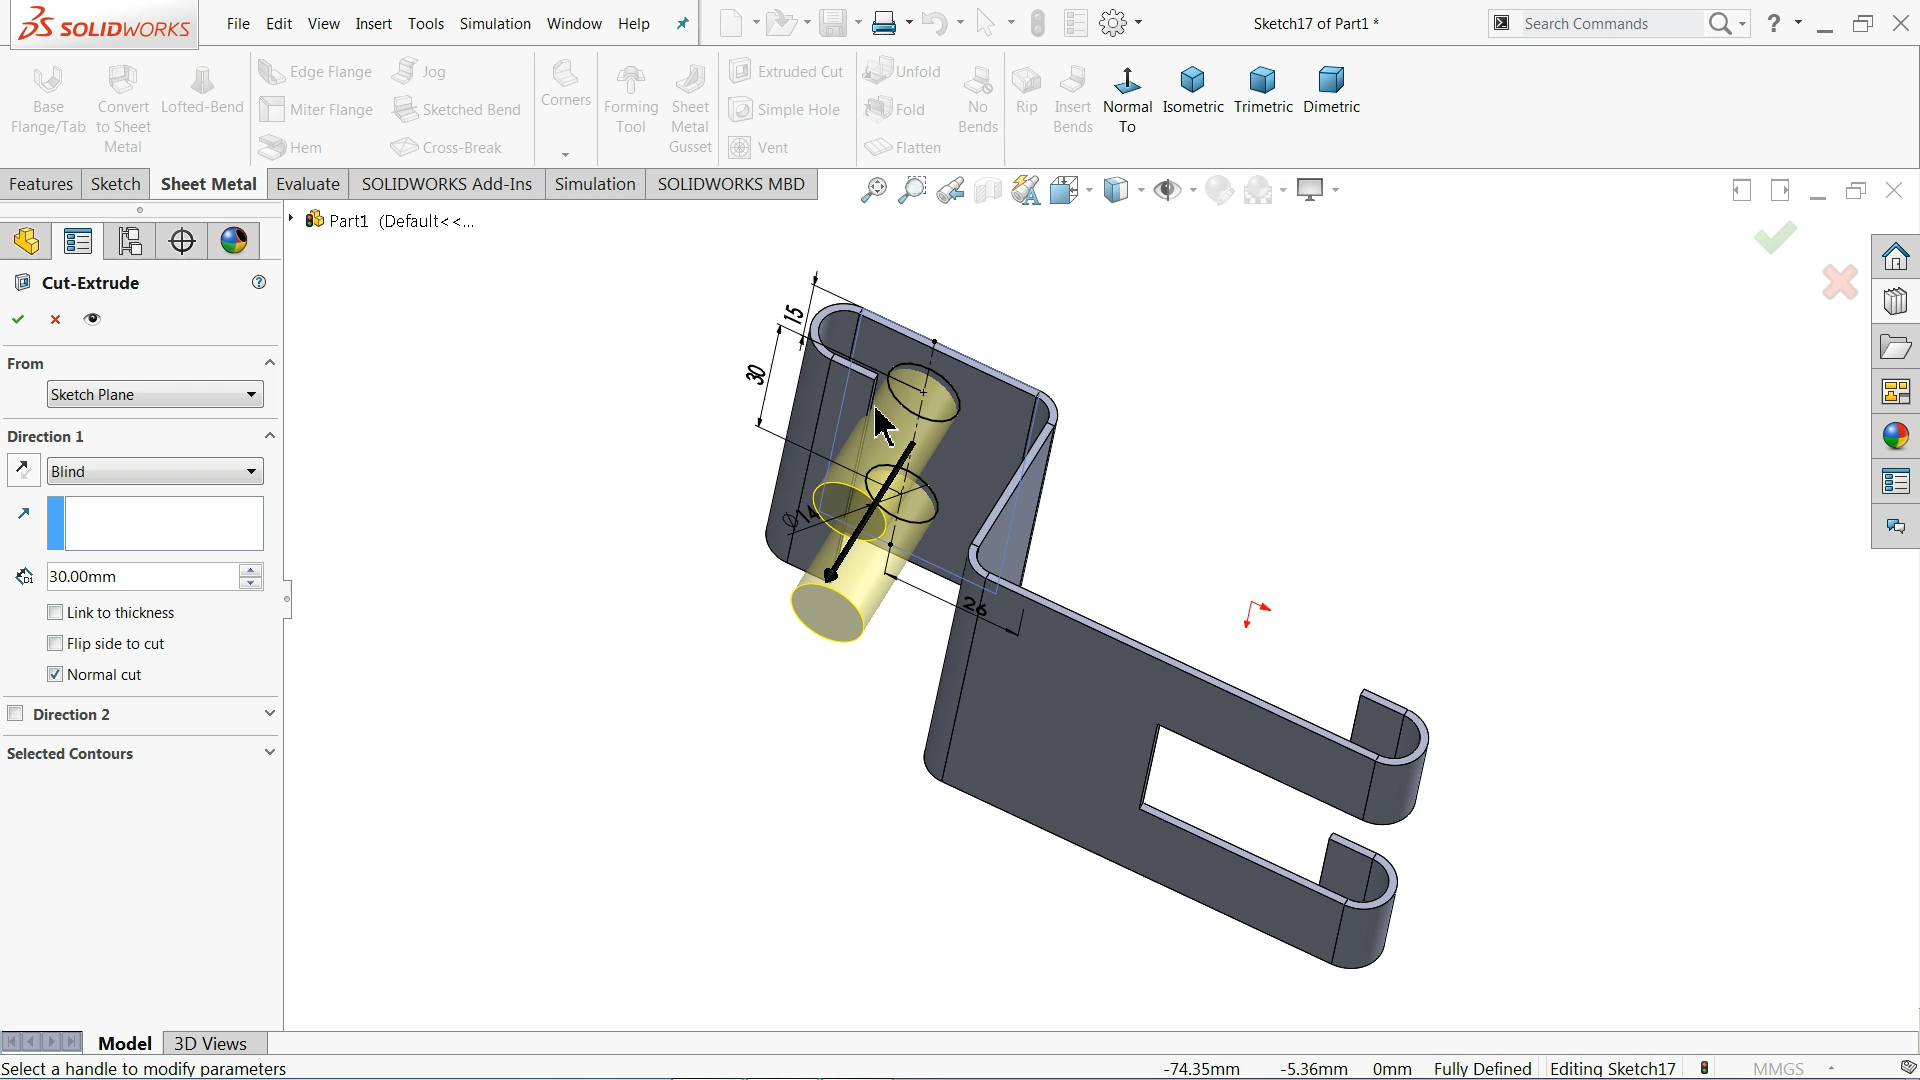 SOLIDWORKS File Edit View Insert Tools Simulation Window Help Sketch17 of Part1 * Search Commands ?
Base Flange/Tab Convert to Sheet Metal Lofted-Bend Edge Flange Miter Flange Hem Jog Sketched Bend Cross-Break Corners Forming Tool Sheet Metal Gusset Extruded Cut Simple Hole Vent Unfold Fold Flatten No Bends Rip Insert Bends Normal To Isometric Trimetric Dimetric
Features Sketch Sheet Metal Evaluate SOLIDWORKS Add-Ins Simulation SOLIDWORKS MBD
Part1 (Default<<...
Cut-Extrude
From
Sketch Plane
Direction 1
Blind
D1 30.00mm
Link to thickness
Flip side to cut
Normal cut
Direction 2
Selected Contours
15
30
Ø14
26
Model 3D Views
Select a handle to modify parameters -74.35mm -5.36mm 0mm Fully Defined Editing Sketch17 MMGS